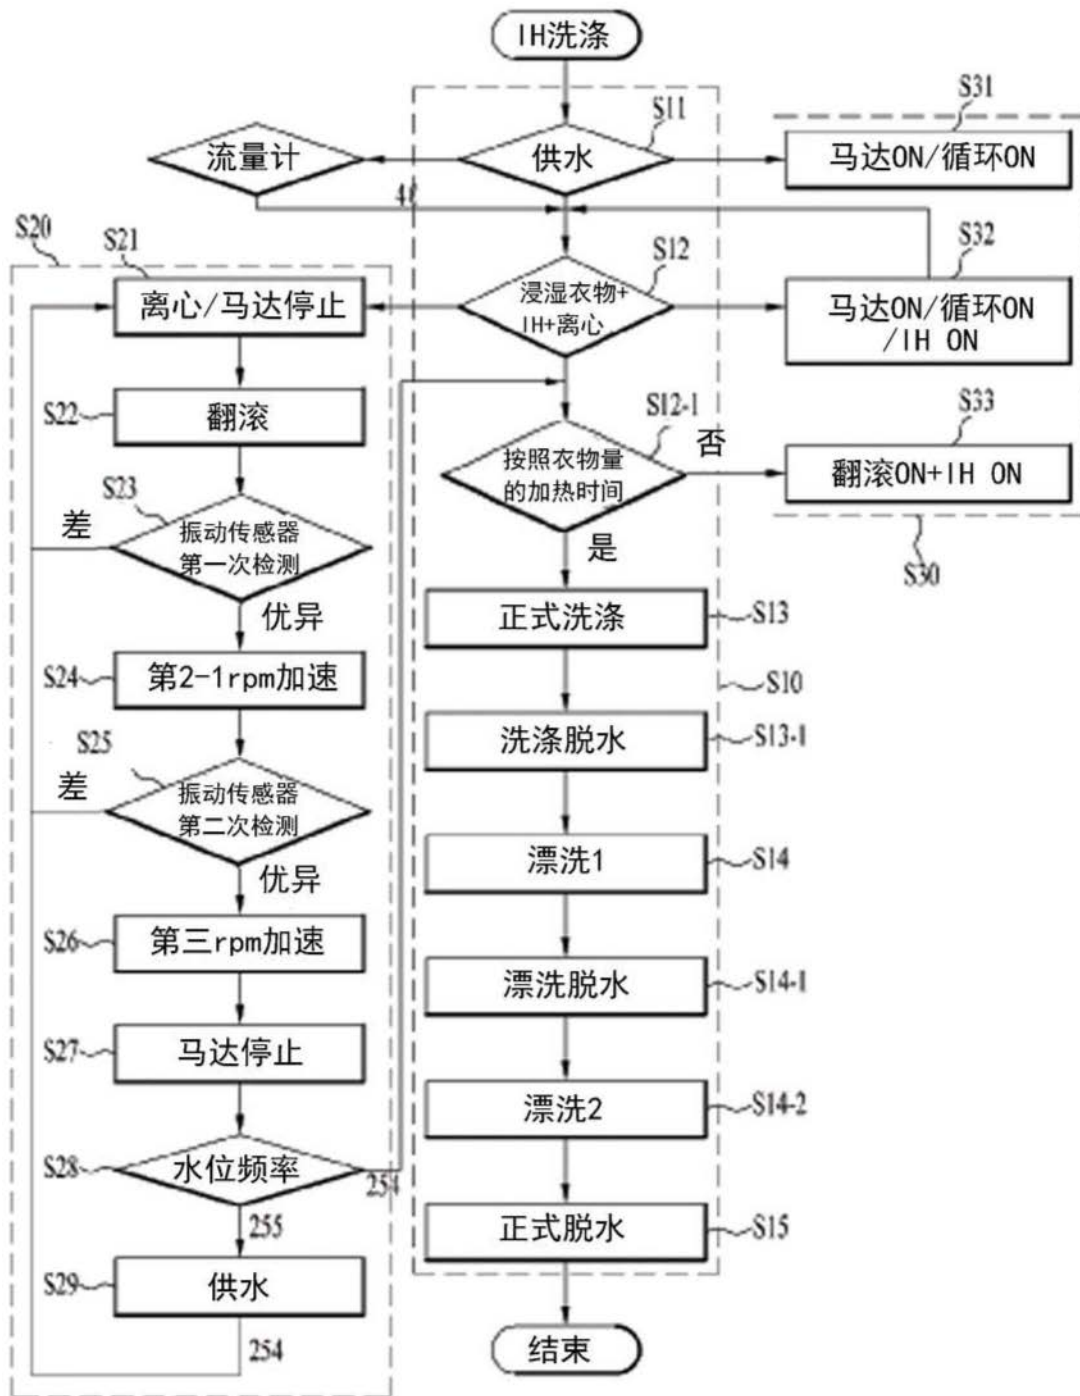 IH洗涤
S11
供水
流量计
4ℓ
S31
马达ON/循环ON
S20
S21
离心/马达停止
S12
浸湿衣物+
IH+离心
S32
马达ON/循环ON
/IH ON
S22
翻滚
S12-1
按照衣物量
的加热时间
否
是
S33
翻滚ON+IH ON
S30
S23
振动传感器
第一次检测
差
优异
S24
第2-1rpm加速
S25
振动传感器
第二次检测
差
优异
S26
第三rpm加速
S27
马达停止
S28
水位频率
254
255
S29
供水
254
正式洗涤
S13
S10
洗涤脱水
S13-1
漂洗1
S14
漂洗脱水
S14-1
漂洗2
S14-2
正式脱水
S15
结束